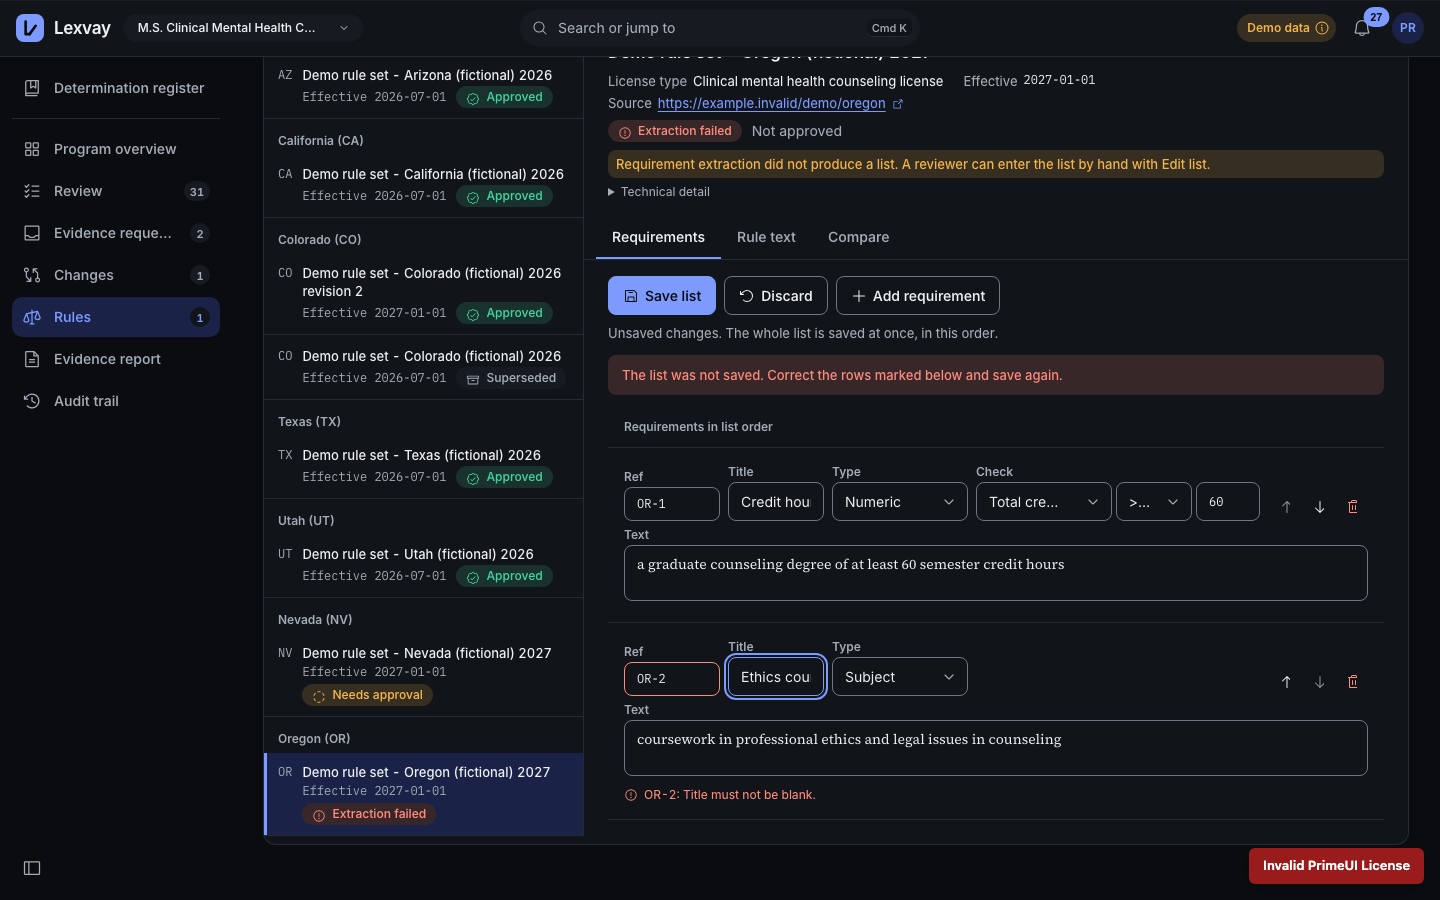 Lexvay
M.S. Clinical Mental Health C...
Search or jump to
Cmd K
Demo data
27
PR
Determination register
Program overview
Review 31
Evidence reque... 2
Changes 1
Rules 1
Evidence report
Audit trail
AZ Demo rule set - Arizona (fictional) 2026
Effective 2026-07-01 Approved
California (CA)
CA Demo rule set - California (fictional) 2026
Effective 2026-07-01 Approved
Colorado (CO)
CO Demo rule set - Colorado (fictional) 2026
revision 2
Effective 2027-01-01 Approved
CO Demo rule set - Colorado (fictional) 2026
Effective 2026-07-01 Superseded
Texas (TX)
TX Demo rule set - Texas (fictional) 2026
Effective 2026-07-01 Approved
Utah (UT)
UT Demo rule set - Utah (fictional) 2026
Effective 2026-07-01 Approved
Nevada (NV)
NV Demo rule set - Nevada (fictional) 2027
Effective 2027-01-01
Needs approval
Oregon (OR)
OR Demo rule set - Oregon (fictional) 2027
Effective 2027-01-01
Extraction failed
License type Clinical mental health counseling license Effective 2027-01-01
Source https://example.invalid/demo/oregon
Extraction failed Not approved
Requirement extraction did not produce a list. A reviewer can enter the list by hand with Edit list.
Technical detail
Requirements Rule text Compare
Save list Discard Add requirement
Unsaved changes. The whole list is saved at once, in this order.
The list was not saved. Correct the rows marked below and save again.
Requirements in list order
Ref Title Type Check
OR-1 Credit hou Numeric Total cre... >... 60
Text
a graduate counseling degree of at least 60 semester credit hours
Ref Title Type
OR-2 Ethics cou Subject
Text
coursework in professional ethics and legal issues in counseling
OR-2: Title must not be blank.
Invalid PrimeUI License